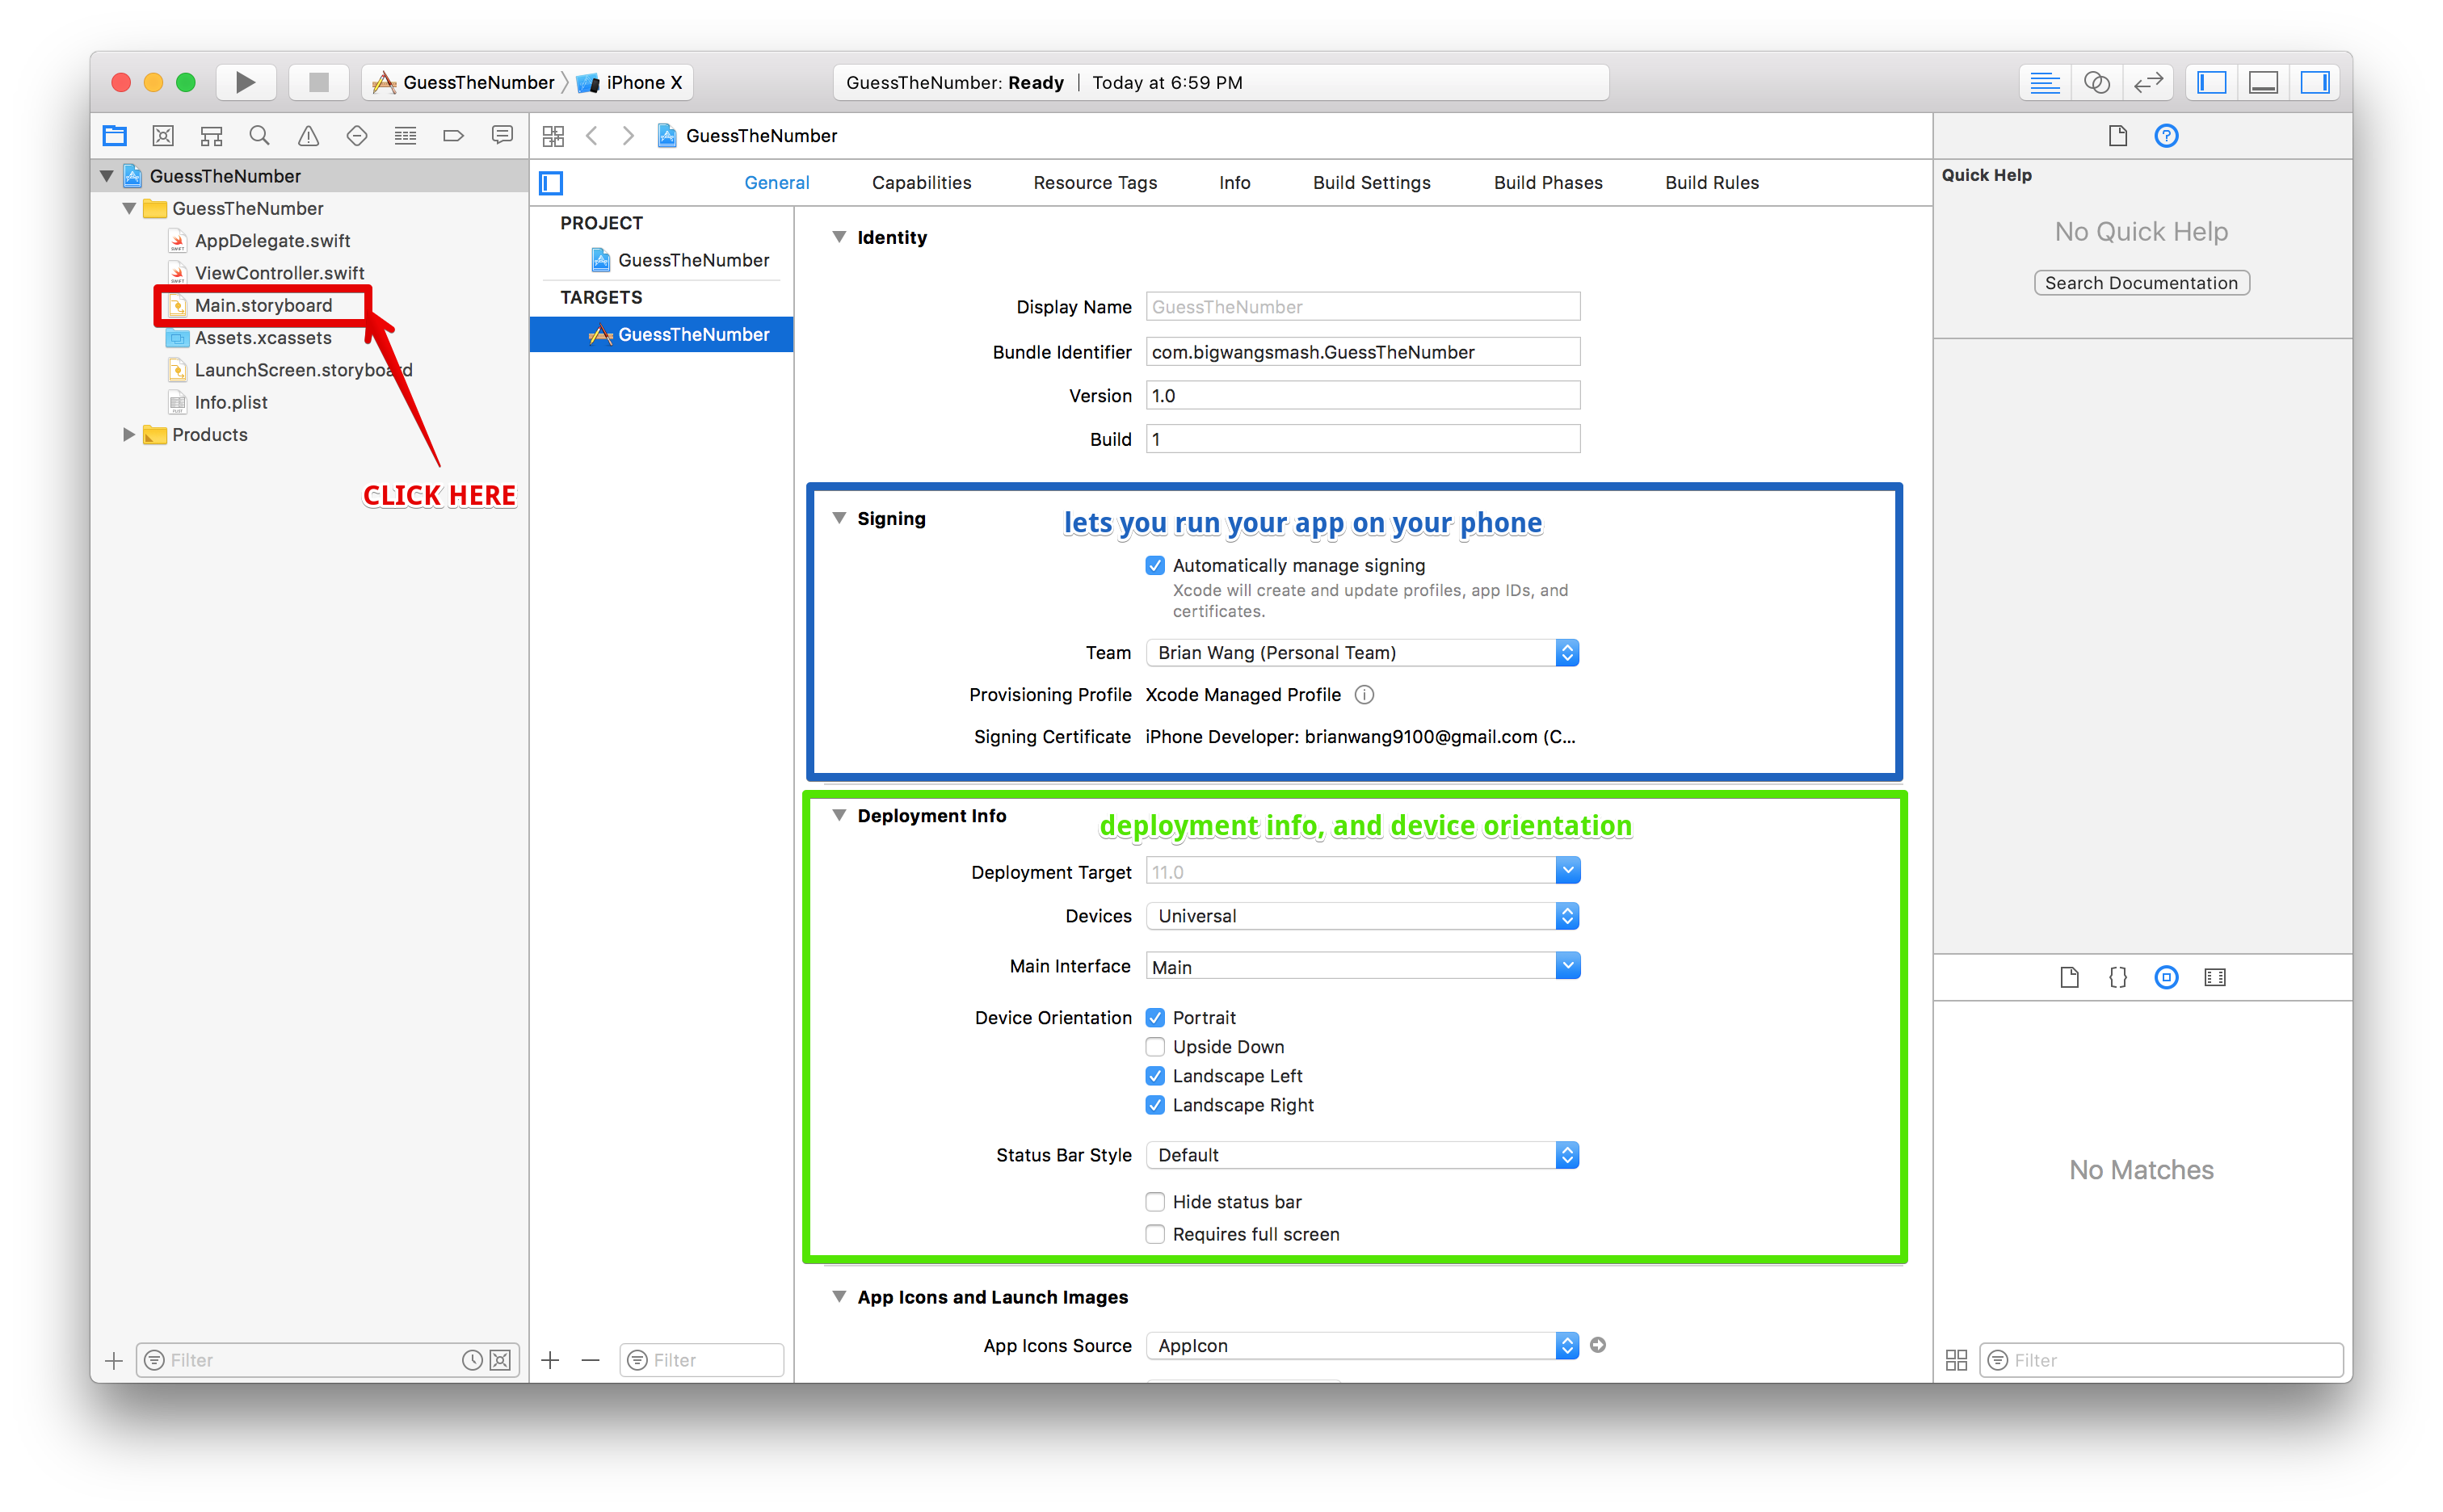 GuessTheNumber iPhone X
GuessTheNumber: Ready | Today at 6:59 PM
GuessTheNumber
GuessTheNumber
GuessTheNumber
AppDelegate.swift
ViewController.swift
Main.storyboard
Assets.xcassets
LaunchScreen.storyboard
Info.plist
Products
CLICK HERE
Filter
General Capabilities Resource Tags Info Build Settings Build Phases Build Rules
PROJECT
GuessTheNumber
TARGETS
GuessTheNumber
Filter
Identity
Display Name GuessTheNumber
Bundle Identifier com.bigwangsmash.GuessTheNumber
Version 1.0
Build 1
Signing lets you run your app on your phone
Automatically manage signing
Xcode will create and update profiles, app IDs, and
certificates.
Team Brian Wang (Personal Team)
Provisioning Profile Xcode Managed Profile
Signing Certificate iPhone Developer: brianwang9100@gmail.com (C...
Deployment Info deployment info, and device orientation
Deployment Target 11.0
Devices Universal
Main Interface Main
Device Orientation Portrait
Upside Down
Landscape Left
Landscape Right
Status Bar Style Default
Hide status bar
Requires full screen
App Icons and Launch Images
App Icons Source AppIcon
Quick Help
No Quick Help
Search Documentation
No Matches
Filter